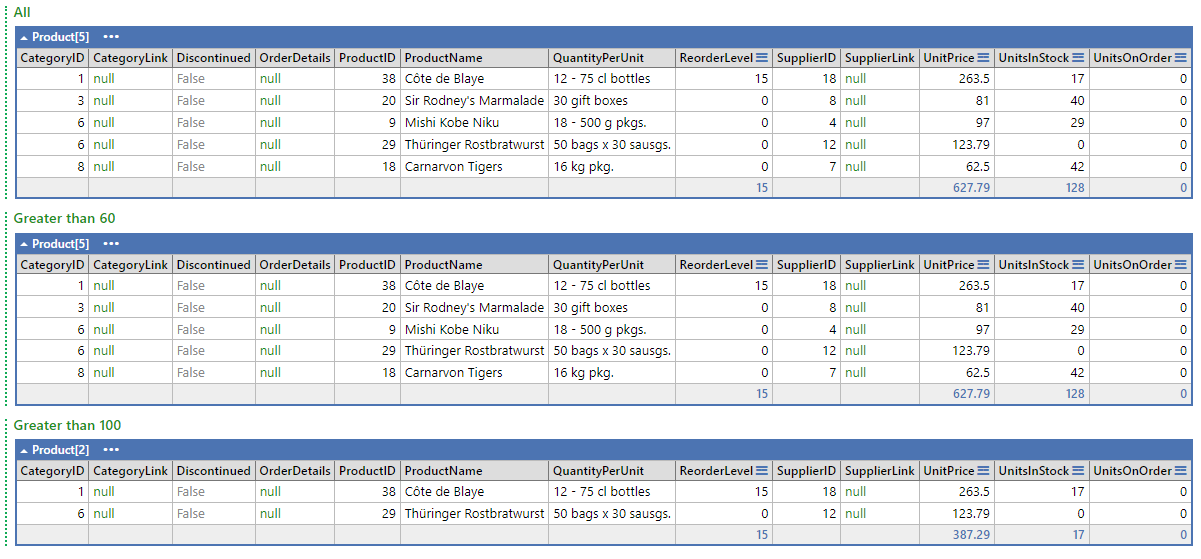 All
Product[5] •••
CategoryID CategoryLink Discontinued OrderDetails ProductID ProductName QuantityPerUnit ReorderLevel SupplierID SupplierLink UnitPrice UnitsInStock UnitsOnOrder
1 null False null 38 Côte de Blaye 12 - 75 cl bottles 15 18 null 263.5 17 0
3 null False null 20 Sir Rodney's Marmalade 30 gift boxes 0 8 null 81 40 0
6 null False null 9 Mishi Kobe Niku 18 - 500 g pkgs. 0 4 null 97 29 0
6 null False null 29 Thüringer Rostbratwurst 50 bags x 30 sausgs. 0 12 null 123.79 0 0
8 null False null 18 Carnarvon Tigers 16 kg pkg. 0 7 null 62.5 42 0
15 627.79 128 0
Greater than 60
Product[5] •••
CategoryID CategoryLink Discontinued OrderDetails ProductID ProductName QuantityPerUnit ReorderLevel SupplierID SupplierLink UnitPrice UnitsInStock UnitsOnOrder
1 null False null 38 Côte de Blaye 12 - 75 cl bottles 15 18 null 263.5 17 0
3 null False null 20 Sir Rodney's Marmalade 30 gift boxes 0 8 null 81 40 0
6 null False null 9 Mishi Kobe Niku 18 - 500 g pkgs. 0 4 null 97 29 0
6 null False null 29 Thüringer Rostbratwurst 50 bags x 30 sausgs. 0 12 null 123.79 0 0
8 null False null 18 Carnarvon Tigers 16 kg pkg. 0 7 null 62.5 42 0
15 627.79 128 0
Greater than 100
Product[2] •••
CategoryID CategoryLink Discontinued OrderDetails ProductID ProductName QuantityPerUnit ReorderLevel SupplierID SupplierLink UnitPrice UnitsInStock UnitsOnOrder
1 null False null 38 Côte de Blaye 12 - 75 cl bottles 15 18 null 263.5 17 0
6 null False null 29 Thüringer Rostbratwurst 50 bags x 30 sausgs. 0 12 null 123.79 0 0
15 387.29 17 0